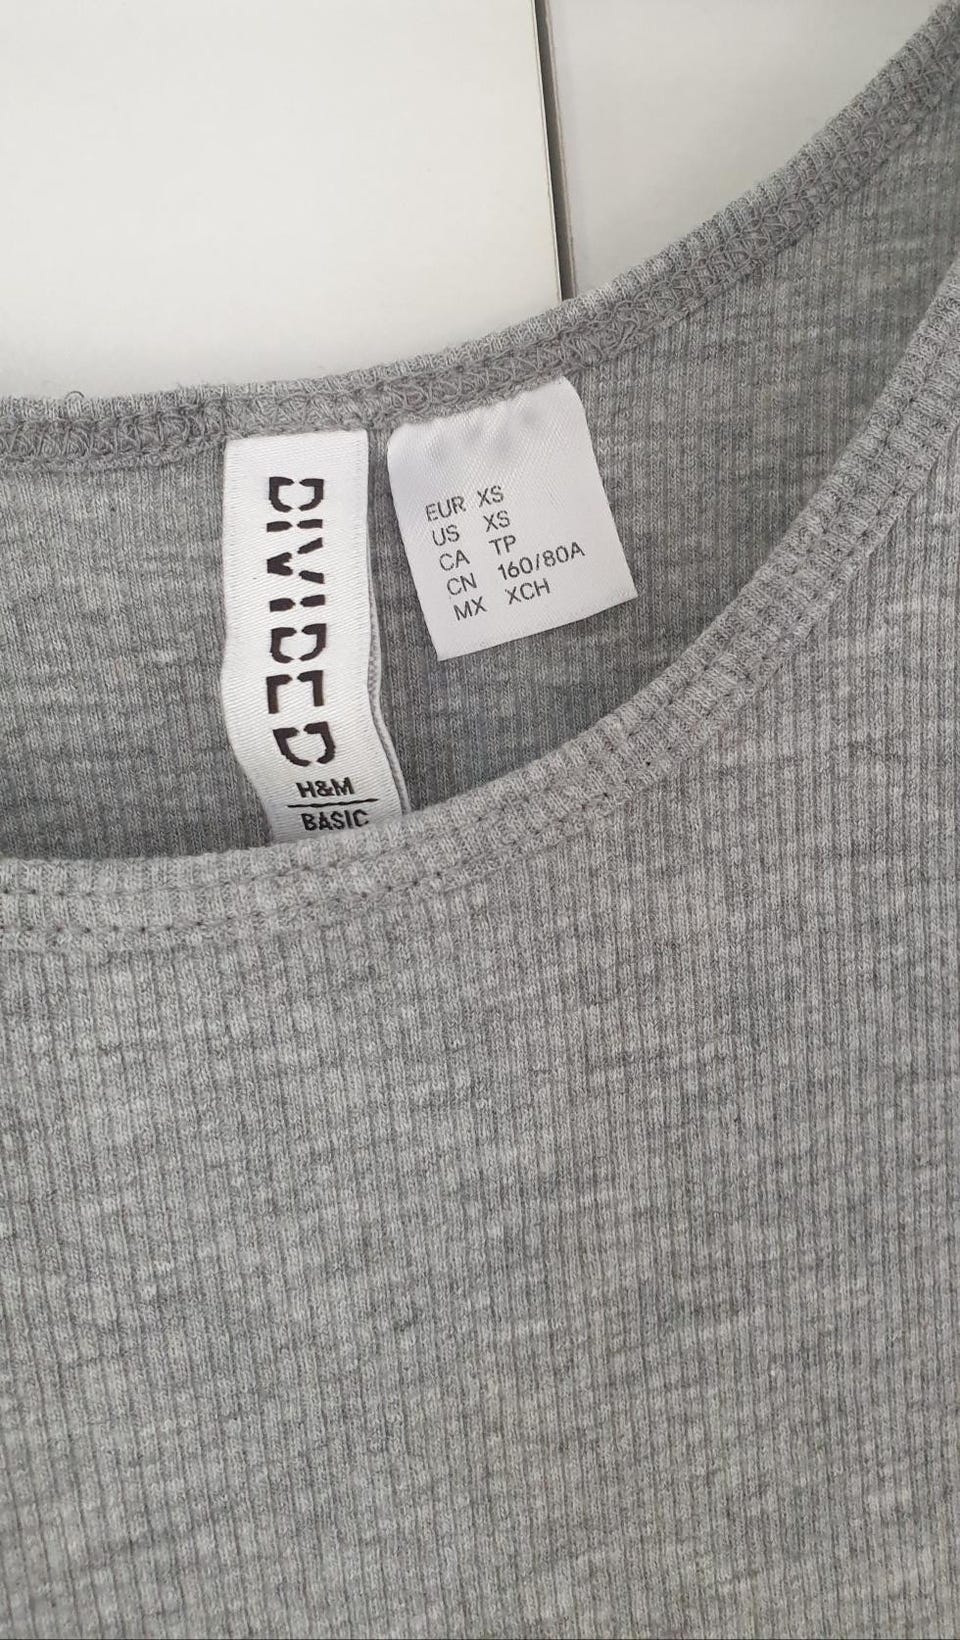 DIVIDED
H&M
BASIC
EUR XS
US XS
CA TP
CN 160/80A
MX XCH